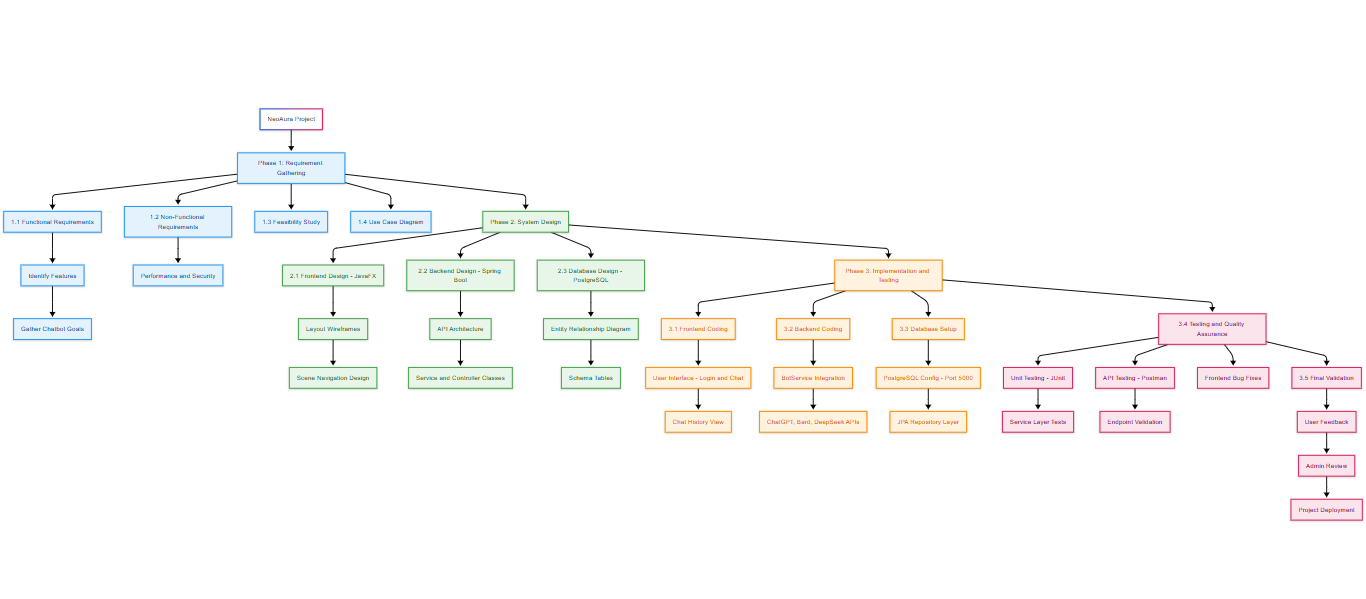 NeoAura Project
Phase 1: Requirement
Gathering
1.1 Functional Requirements
1.2 Non-Functional
Requirements
1.3 Feasibility Study
1.4 Use Case Diagram
Phase 2: System Design
Identify Features
Performance and Security
2.1 Frontend Design - JavaFX
2.2 Backend Design - Spring
Boot
2.3 Database Design -
PostgreSQL
Phase 3: Implementation and
Testing
Gather Chatbot Goals
Layout Wireframes
API Architecture
Entity Relationship Diagram
3.1 Frontend Coding
3.2 Backend Coding
3.3 Database Setup
3.4 Testing and Quality
Assurance
Scene Navigation Design
Service and Controller Classes
Schema Tables
User Interface - Login and Chat
BotService Integration
PostgreSQL Config - Port 5000
Unit Testing - JUnit
API Testing - Postman
Frontend Bug Fixes
3.5 Final Validation
Chat History View
ChatGPT, Bard, DeepSeek APIs
JPA Repository Layer
Service Layer Tests
Endpoint Validation
User Feedback
Admin Review
Project Deployment